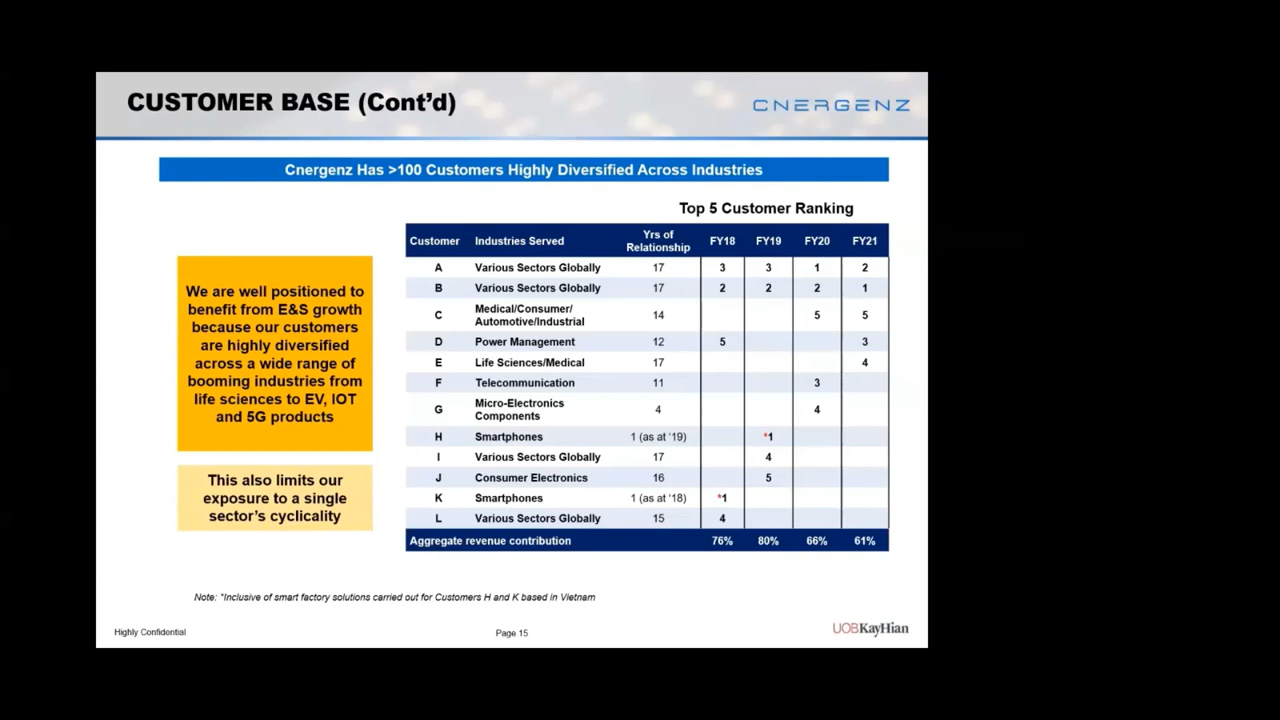 CUSTOMER BASE (Cont'd)
CNERGENZ
Cnergenz Has >100 Customers Highly Diversified Across Industries
Top 5 Customer Ranking
We are well positioned to
benefit from E&S growth
because our customers
are highly diversified
across a wide range of
booming industries from
life sciences to EV, IOT
and 5G products
This also limits our
exposure to a single
sector's cyclicality
Customer Industries Served Yrs of Relationship FY18 FY19 FY20 FY21
A Various Sectors Globally 17 3 3 1 2
B Various Sectors Globally 17 2 2 2 1
C Medical/Consumer/ Automotive/Industrial 14 5 5
D Power Management 12 5 3
E Life Sciences/Medical 17 4
F Telecommunication 11 3
G Micro-Electronics Components 4 4
H Smartphones 1 (as at '19) *1
I Various Sectors Globally 17 4
J Consumer Electronics 16 5
K Smartphones 1 (as at '18) *1
L Various Sectors Globally 15 4
Aggregate revenue contribution 76% 80% 66% 61%
Note: *Inclusive of smart factory solutions carried out for Customers H and K based in Vietnam
Highly Confidential
Page 15
UOBKayHian